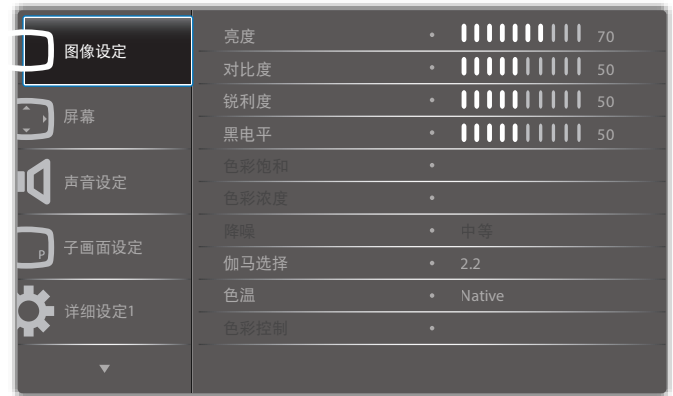 图像设定
屏幕
声音设定
P
子画面设定
详细设定1
▼
亮度 • 70
对比度 • 50
锐利度 • 50
黑电平 • 50
色彩饱和 •
色彩浓度 •
降噪 • 中等
伽马选择 • 2.2
色温 • Native
色彩控制 •